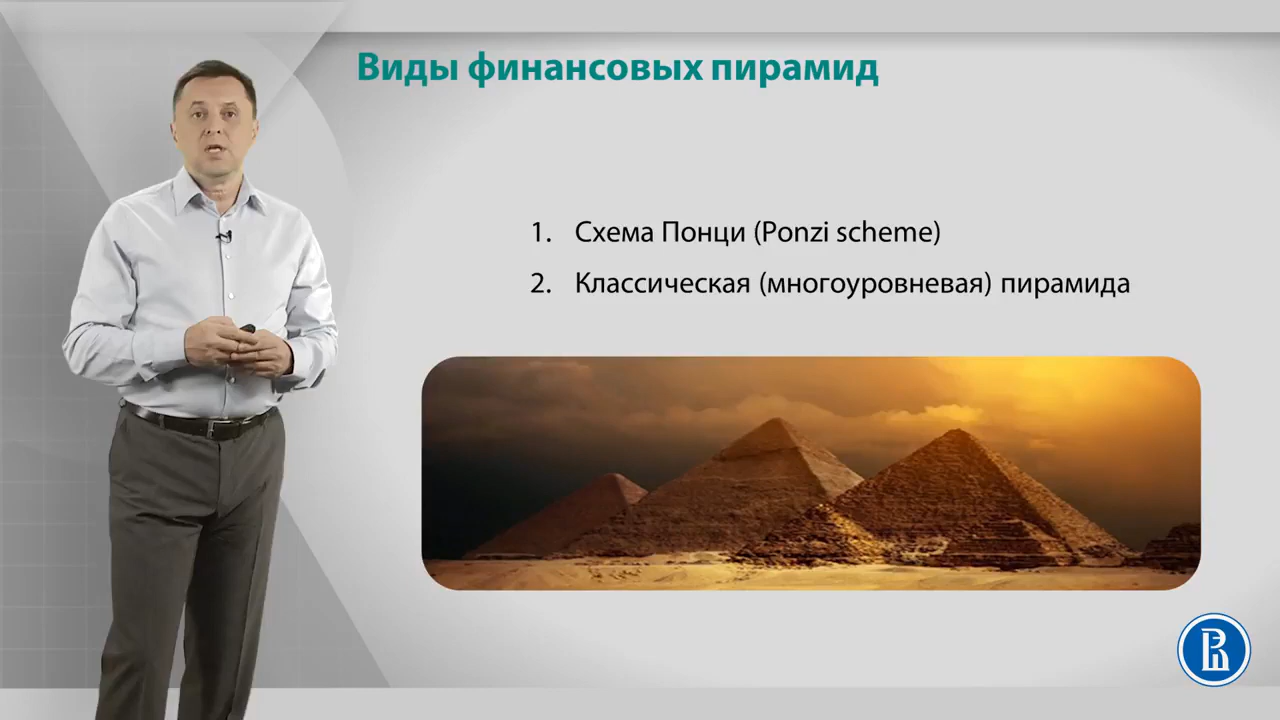 Виды финансовых пирамид
1. Схема Понци (Ponzi scheme)
2. Классическая (многоуровневая) пирамида